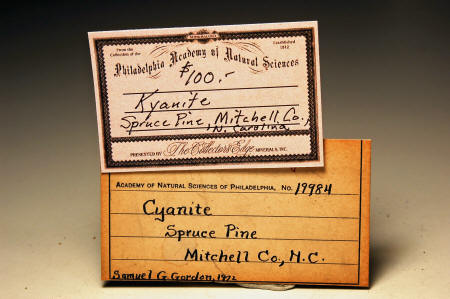 MINERALOGY
From the
Collection of the
Established
1812
Philadelphia Academy of Natural Sciences
$100.-
Kyanite
Spruce Pine, Mitchell Co.,
N. Carolina
PRESENTED BY The Collector's Edge MINERALS, INC.
ACADEMY OF NATURAL SCIENCES OF PHILADELPHIA, No. 19984
Cyanite
Spruce Pine
Mitchell Co, N.C.
Samuel G. Gordon, 1972